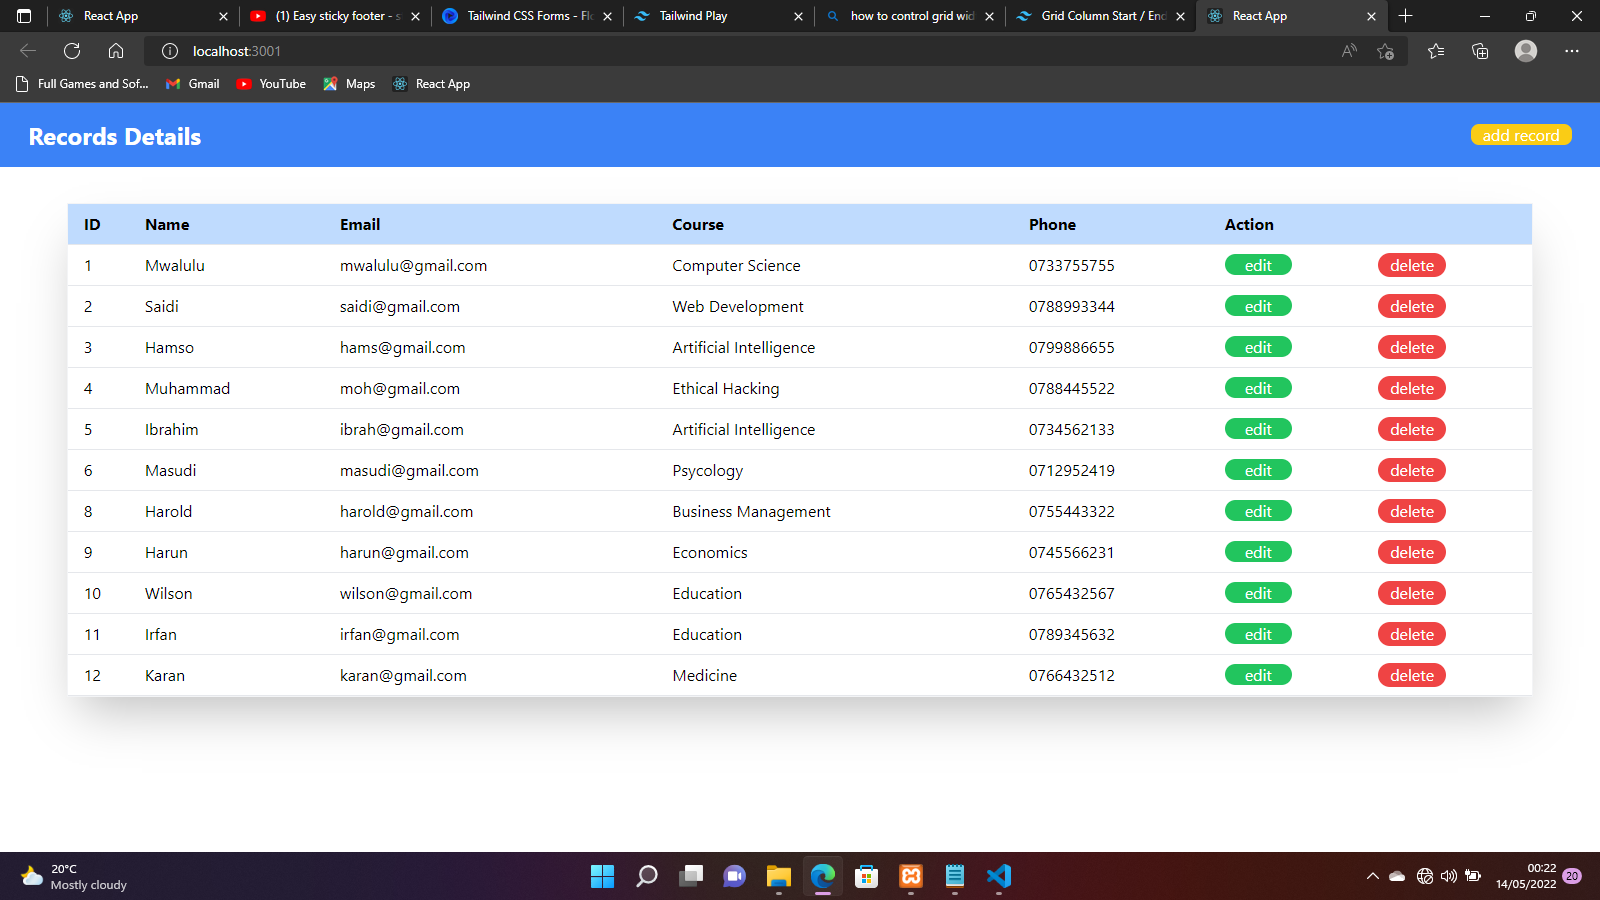 React App
(1) Easy sticky footer - s
Tailwind CSS Forms - Flo
Tailwind Play
how to control grid wid
Grid Column Start / End
React App
localhost:3001
Full Games and Sof...
Gmail
YouTube
Maps
React App
Records Details
add record
ID Name Email Course Phone Action
1 Mwalulu mwalulu@gmail.com Computer Science 0733755755 edit delete
2 Saidi saidi@gmail.com Web Development 0788993344 edit delete
3 Hamso hams@gmail.com Artificial Intelligence 0799886655 edit delete
4 Muhammad moh@gmail.com Ethical Hacking 0788445522 edit delete
5 Ibrahim ibrah@gmail.com Artificial Intelligence 0734562133 edit delete
6 Masudi masudi@gmail.com Psycology 0712952419 edit delete
8 Harold harold@gmail.com Business Management 0755443322 edit delete
9 Harun harun@gmail.com Economics 0745566231 edit delete
10 Wilson wilson@gmail.com Education 0765432567 edit delete
11 Irfan irfan@gmail.com Education 0789345632 edit delete
12 Karan karan@gmail.com Medicine 0766432512 edit delete
20°C
Mostly cloudy
00:22
14/05/2022
20